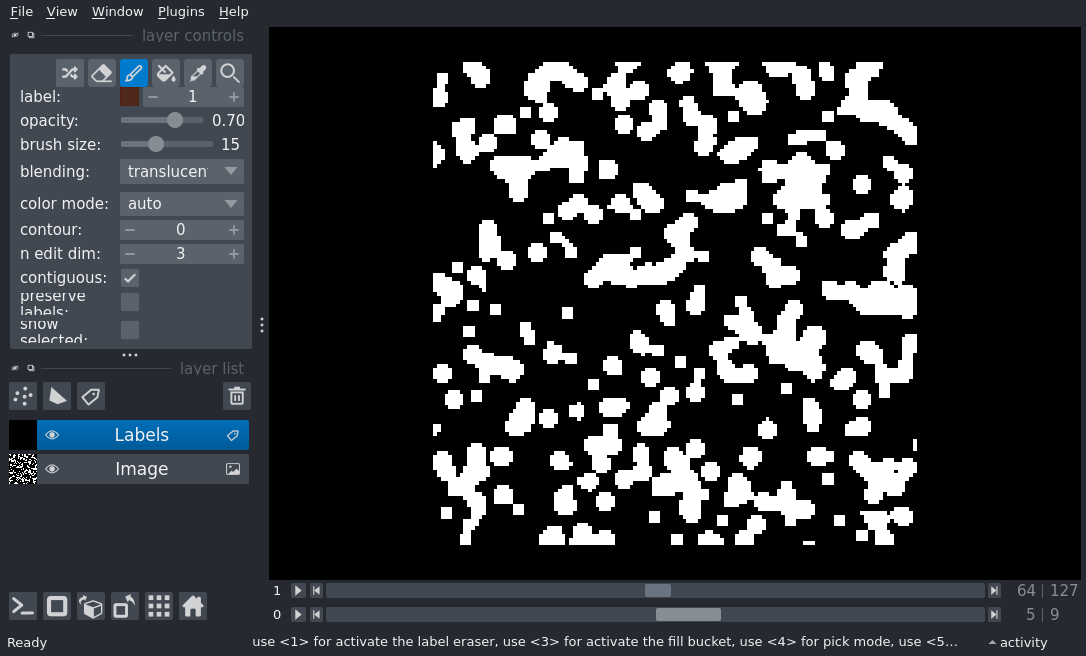 File View Window Plugins Help
layer controls
label: 1
opacity: 0.70
brush size: 15
blending: translucen
color mode: auto
contour: 0
n edit dim: 3
contiguous:
preserve
labels:
show
selected:
layer list
Labels
Image
1 64 | 127
0 5 | 9
Ready use <1> for activate the label eraser, use <3> for activate the fill bucket, use <4> for pick mode, use <5... activity